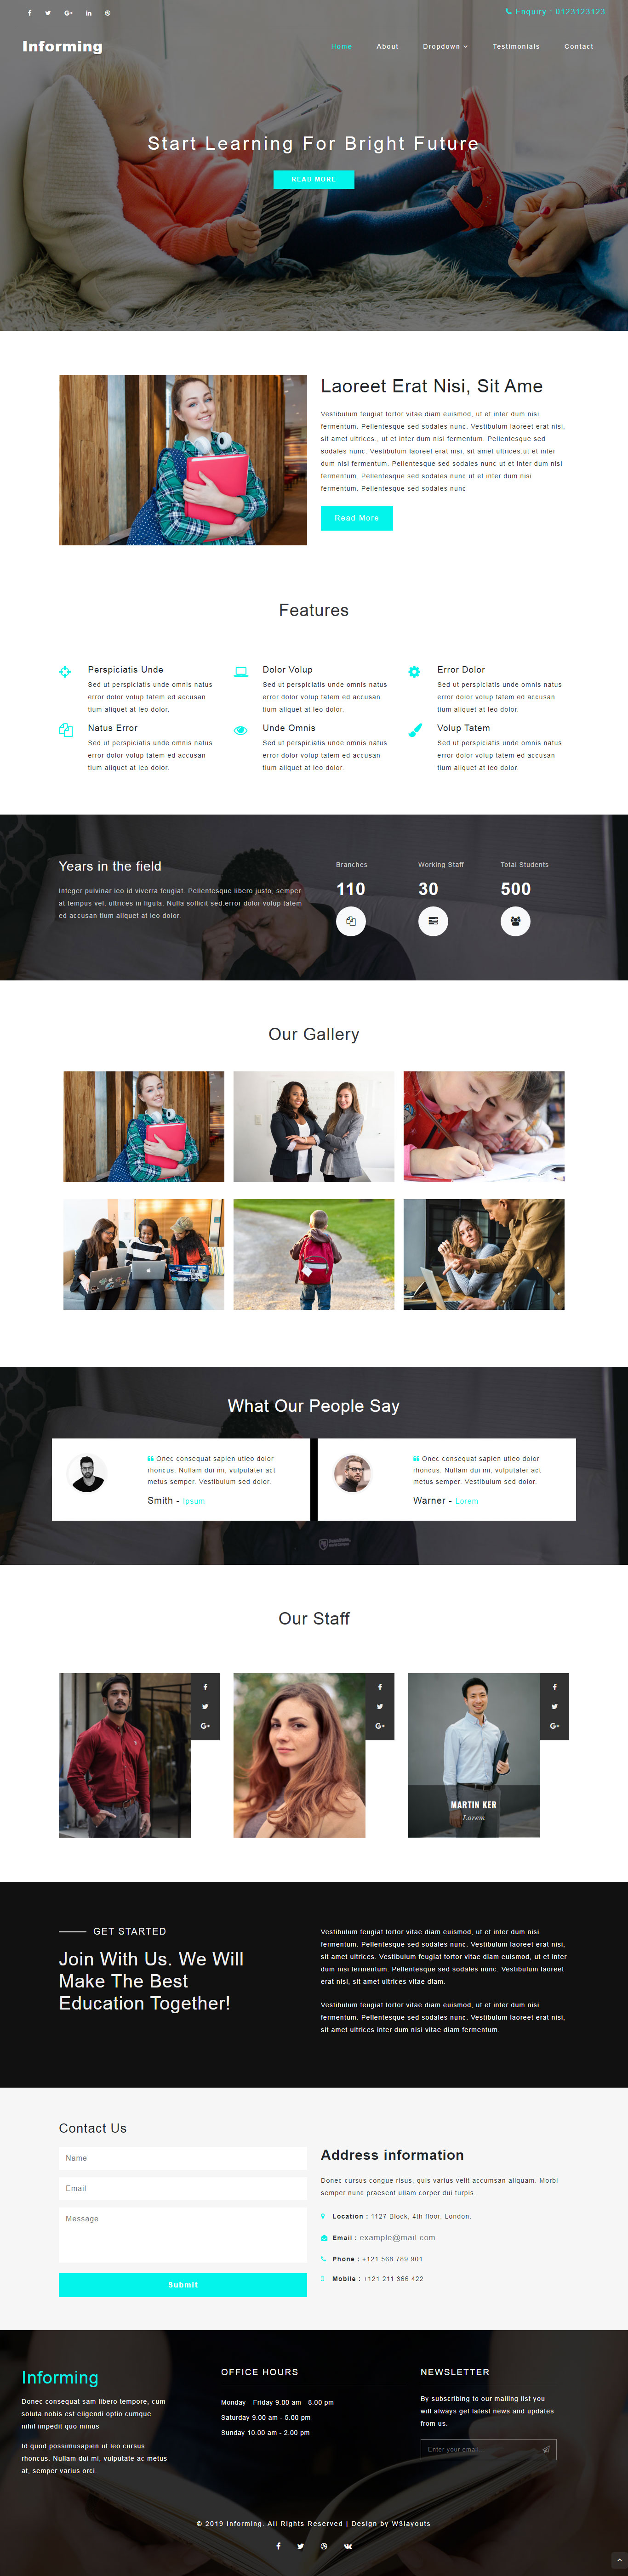 Enquiry : 0123123123
Informing
Home About Dropdown Testimonials Contact
Start Learning For Bright Future
READ MORE
Laoreet Erat Nisi, Sit Ame
Vestibulum feugiat tortor vitae diam euismod, ut et inter dum nisi
fermentum. Pellentesque sed sodales nunc. Vestibulum laoreet erat nisi,
sit amet ultrices., ut et inter dum nisi fermentum. Pellentesque sed
sodales nunc. Vestibulum laoreet erat nisi, sit amet ultrices.ut et inter
dum nisi fermentum. Pellentesque sed sodales nunc ut et inter dum nisi
fermentum. Pellentesque sed sodales nunc ut et inter dum nisi
fermentum. Pellentesque sed sodales nunc
Read More
Features
Perspiciatis Unde
Sed ut perspiciatis unde omnis natus
error dolor volup tatem ed accusan
tium aliquet at leo dolor.
Dolor Volup
Sed ut perspiciatis unde omnis natus
error dolor volup tatem ed accusan
tium aliquet at leo dolor.
Error Dolor
Sed ut perspiciatis unde omnis natus
error dolor volup tatem ed accusan
tium aliquet at leo dolor.
Natus Error
Sed ut perspiciatis unde omnis natus
error dolor volup tatem ed accusan
tium aliquet at leo dolor.
Unde Omnis
Sed ut perspiciatis unde omnis natus
error dolor volup tatem ed accusan
tium aliquet at leo dolor.
Volup Tatem
Sed ut perspiciatis unde omnis natus
error dolor volup tatem ed accusan
tium aliquet at leo dolor.
Years in the field
Integer pulvinar leo id viverra feugiat. Pellentesque libero justo, semper
at tempus vel, ultrices in ligula. Nulla sollicit sed.error dolor volup tatem
ed accusan tium aliquet at leo dolor.
Branches
110
Working Staff
30
Total Students
500
Our Gallery
What Our People Say
Onec consequat sapien utleo dolor
rhoncus. Nullam dui mi, vulputater act
metus semper. Vestibulum sed dolor.
Smith - Ipsum
Onec consequat sapien utleo dolor
rhoncus. Nullam dui mi, vulputater act
metus semper. Vestibulum sed dolor.
Warner - Lorem
Our Staff
MARTIN KER
Lorem
GET STARTED
Join With Us. We Will
Make The Best
Education Together!
Vestibulum feugiat tortor vitae diam euismod, ut et inter dum nisi
fermentum. Pellentesque sed sodales nunc. Vestibulum laoreet erat nisi,
sit amet ultrices. Vestibulum feugiat tortor vitae diam euismod, ut et inter
dum nisi fermentum. Pellentesque sed sodales nunc. Vestibulum laoreet
erat nisi, sit amet ultrices vitae diam.
Vestibulum feugiat tortor vitae diam euismod, ut et inter dum nisi
fermentum. Pellentesque sed sodales nunc. Vestibulum laoreet erat nisi,
sit amet ultrices inter dum nisi vitae diam fermentum.
Contact Us
Name
Email
Message
Submit
Address information
Donec cursus congue risus, quis varius velit accumsan aliquam. Morbi
semper nunc praesent ullam corper dui turpis.
Location : 1127 Block, 4th floor, London.
Email : example@mail.com
Phone : +121 568 789 901
Mobile : +121 211 366 422
Informing
Donec consequat sam libero tempore, cum
soluta nobis est eligendi optio cumque
nihil impedit quo minus
Id quod possimusapien ut leo cursus
rhoncus. Nullam dui mi, vulputate ac metus
at, semper varius orci.
OFFICE HOURS
Monday - Friday 9.00 am - 8.00 pm
Saturday 9.00 am - 5.00 pm
Sunday 10.00 am - 2.00 pm
NEWSLETTER
By subscribing to our mailing list you
will always get latest news and updates
from us.
Enter your email...
© 2019 Informing. All Rights Reserved | Design by W3layouts